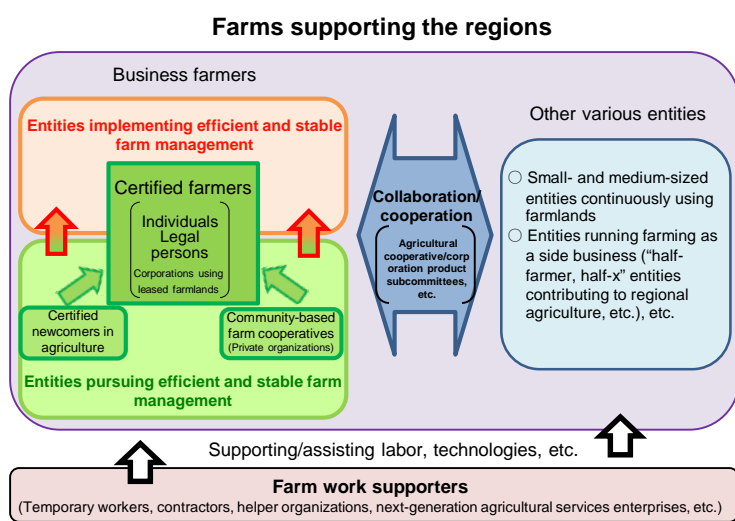 Farms supporting the regions
Business farmers
Entities implementing efficient and stable
farm management
Certified farmers
Individuals
Legal
persons
Corporations using
leased farmlands
Certified
newcomers in
agriculture
Community-based
farm cooperatives
(Private organizations)
Entities pursuing efficient and stable farm
management
Collaboration/
cooperation
Agricultural
cooperative/corp
oration product
subcommittees,
etc.
Other various entities
○ Small- and medium-sized
entities continuously using
farmlands
○ Entities running farming as
a side business (“half-
farmer, half-x” entities
contributing to regional
agriculture, etc.), etc.
Supporting/assisting labor, technologies, etc.
Farm work supporters
(Temporary workers, contractors, helper organizations, next-generation agricultural services enterprises, etc.)